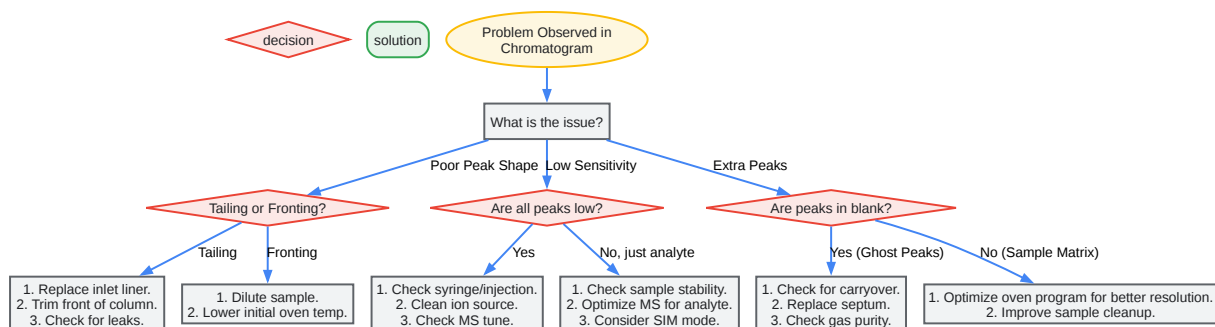 decision
solution
Problem Observed in
Chromatogram
What is the issue?
Poor Peak Shape
Low Sensitivity
Extra Peaks
Tailing or Fronting?
Are all peaks low?
Are peaks in blank?
Tailing
Fronting
Yes
No, just analyte
Yes (Ghost Peaks)
No (Sample Matrix)
1. Replace inlet liner.
2. Trim front of column.
3. Check for leaks.
1. Dilute sample.
2. Lower initial oven temp.
1. Check syringe/injection.
2. Clean ion source.
3. Check MS tune.
1. Check sample stability.
2. Optimize MS for analyte.
3. Consider SIM mode.
1. Check for carryover.
2. Replace septum.
3. Check gas purity.
1. Optimize oven program for better resolution.
2. Improve sample cleanup.